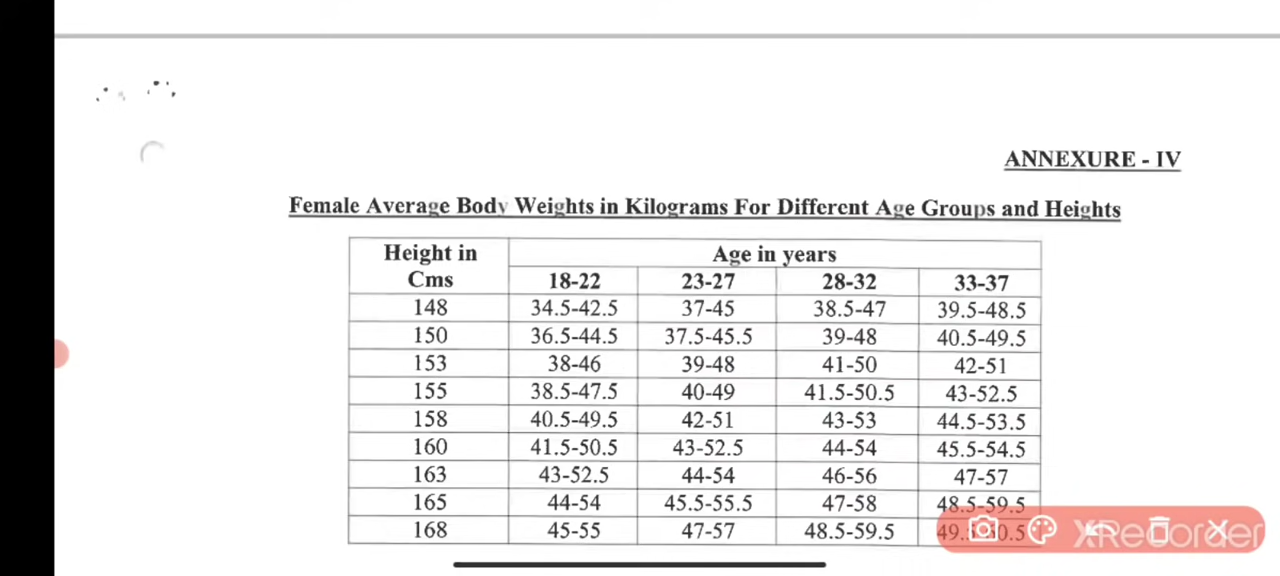 ANNEXURE - IV
Female Average Body Weights in Kilograms For Different Age Groups and Heights
Height in Cms Age in years
18-22 23-27 28-32 33-37
148 34.5-42.5 37-45 38.5-47 39.5-48.5
150 36.5-44.5 37.5-45.5 39-48 40.5-49.5
153 38-46 39-48 41-50 42-51
155 38.5-47.5 40-49 41.5-50.5 43-52.5
158 40.5-49.5 42-51 43-53 44.5-53.5
160 41.5-50.5 43-52.5 44-54 45.5-54.5
163 43-52.5 44-54 46-56 47-57
165 44-54 45.5-55.5 47-58 48.5-59.5
168 45-55 47-57 48.5-59.5
XRecorder